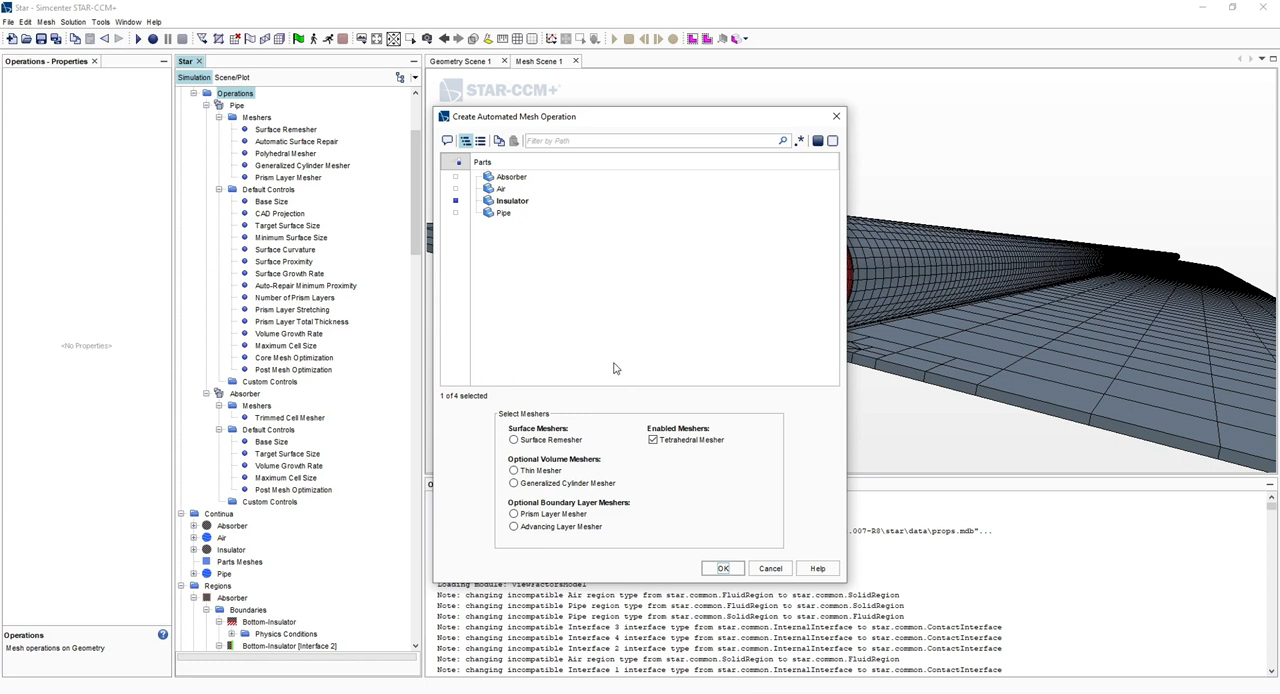 Star - Simcenter STAR-CCM+
File Edit Mesh Solution Tools Window Help
Operations - Properties
<No Properties>
Operations
Mesh operations on Geometry
Star
Simulation Scene/Plot
Operations
Pipe
Meshers
Surface Remesher
Automatic Surface Repair
Polyhedral Mesher
Generalized Cylinder Mesher
Prism Layer Mesher
Default Controls
Base Size
CAD Projection
Target Surface Size
Minimum Surface Size
Surface Curvature
Surface Proximity
Surface Growth Rate
Auto-Repair Minimum Proximity
Number of Prism Layers
Prism Layer Stretching
Prism Layer Total Thickness
Volume Growth Rate
Maximum Cell Size
Core Mesh Optimization
Post Mesh Optimization
Custom Controls
Absorber
Meshers
Trimmed Cell Mesher
Default Controls
Base Size
Target Surface Size
Volume Growth Rate
Maximum Cell Size
Post Mesh Optimization
Custom Controls
Continua
Absorber
Air
Insulator
Parts Meshes
Pipe
Regions
Absorber
Boundaries
Bottom-Insulator
Physics Conditions
Bottom-Insulator [Interface 2]
Geometry Scene 1 Mesh Scene 1
STAR-CCM+
Create Automated Mesh Operation
Filter by Path
Parts
Absorber
Air
Insulator
Pipe
1 of 4 selected
Select Meshers
Surface Meshers:
Surface Remesher
Optional Volume Meshers:
Thin Mesher
Generalized Cylinder Mesher
Optional Boundary Layer Meshers:
Prism Layer Mesher
Advancing Layer Mesher
Enabled Meshers:
Tetrahedral Mesher
OK Cancel Help
.007-R8\star\data\props.mdb"...
Loading module: ViewFactorsModel
Note: changing incompatible Air region type from star.common.FluidRegion to star.common.SolidRegion
Note: changing incompatible Pipe region type from star.common.FluidRegion to star.common.SolidRegion
Note: changing incompatible Pipe region type from star.common.SolidRegion to star.common.FluidRegion
Note: changing incompatible Interface 3 interface type from star.common.InternalInterface to star.common.ContactInterface
Note: changing incompatible Interface 4 interface type from star.common.InternalInterface to star.common.ContactInterface
Note: changing incompatible Interface 2 interface type from star.common.InternalInterface to star.common.ContactInterface
Note: changing incompatible Air region type from star.common.SolidRegion to star.common.FluidRegion
Note: changing incompatible Interface 1 interface type from star.common.InternalInterface to star.common.ContactInterface